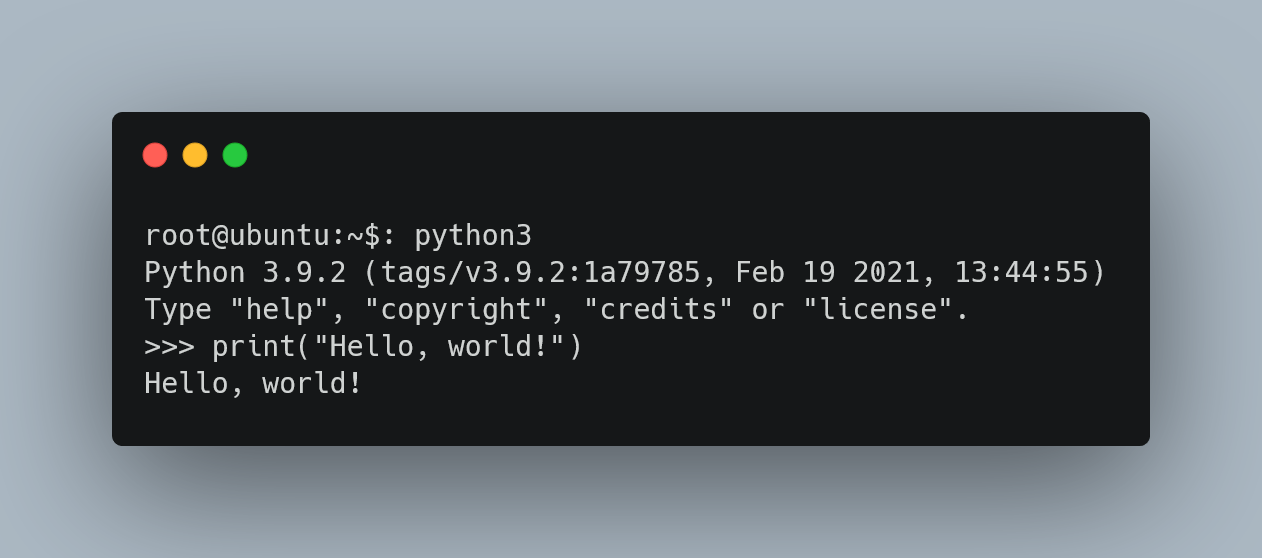 root@ubuntu:~$: python3
Python 3.9.2 (tags/v3.9.2:1a79785, Feb 19 2021, 13:44:55)
Type "help", "copyright", "credits" or "license".
>>> print("Hello, world!")
Hello, world!